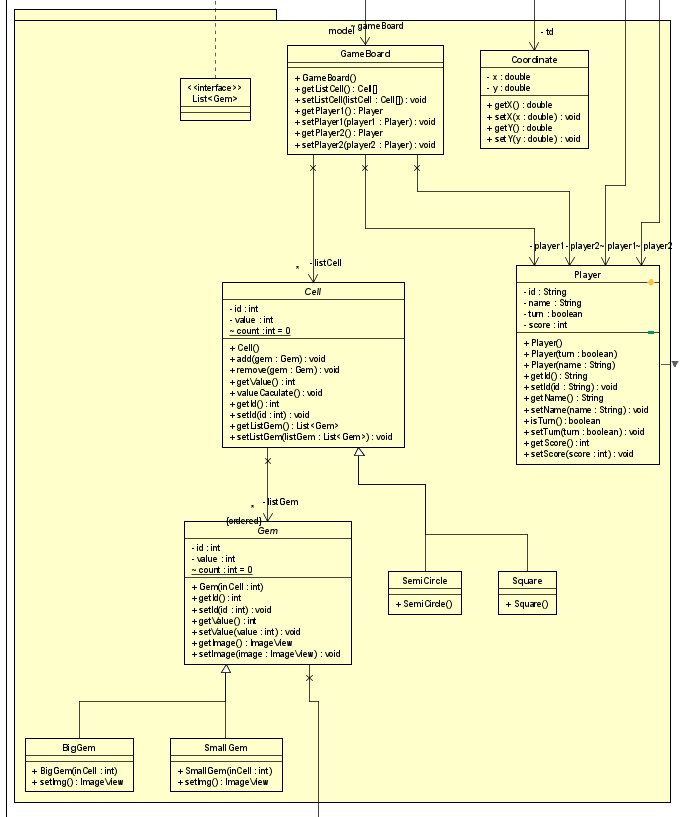 model
~ gameBoard
- td
<<interface>>
List<Gem>
GameBoard
+ GameBoard()
+ getListCell() : Cell[]
+ setListCell(listCell : Cell[]) : void
+ getPlayer1() : Player
+ setPlayer1(player1 : Player) : void
+ getPlayer2() : Player
+ setPlayer2(player2 : Player) : void
Coordinate
- x : double
- y : double
+ getX() : double
+ setX(x : double) : void
+ getY() : double
+ setY(y : double) : void
- player1
- player2
~ player1
~ player2
*
- listCell
Cell
- id : int
- value : int
~ count : int = 0
+ Cell()
+ add(gem : Gem) : void
+ remove(gem : Gem) : void
+ getValue() : int
+ valueCaculate() : void
+ getId() : int
+ setId(id : int) : void
+ getListGem() : List<Gem>
+ setListGem(listGem : List<Gem>) : void
Player
- id : String
- name : String
- turn : boolean
- score : int
+ Player()
+ Player(turn : boolean)
+ Player(name : String)
+ getId() : String
+ setId(id : String) : void
+ getName() : String
+ setName(name : String) : void
+ isTurn() : boolean
+ setTurn(turn : boolean) : void
+ getScore() : int
+ setScore(score : int) : void
*
- listGem
{ordered}
Gem
- id : int
- value : int
~ count : int = 0
+ Gem(inCell : int)
+ getId() : int
+ setId(id : int) : void
+ getValue() : int
+ setValue(value : int) : void
+ getImage() : ImageView
+ setImage(image : ImageView) : void
SemiCircle
+ SemiCircle()
Square
+ Square()
BigGem
+ BigGem(inCell : int)
+ setImg() : ImageView
SmallGem
+ SmallGem(inCell : int)
+ setImg() : ImageView